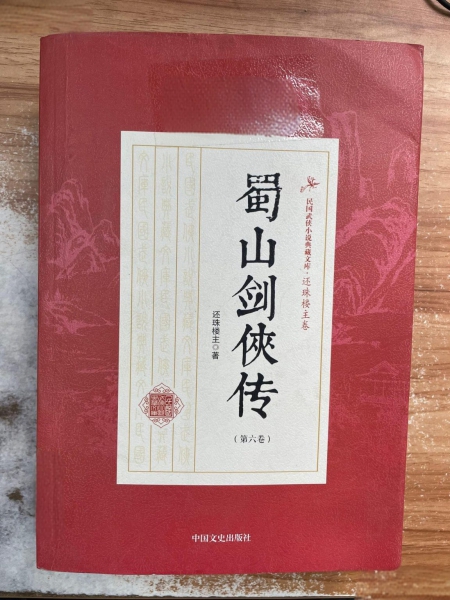 民国武侠小说典藏文库·还珠楼主卷
蜀山剑侠传
还珠楼主◎著
（第六卷）
中国文史出版社